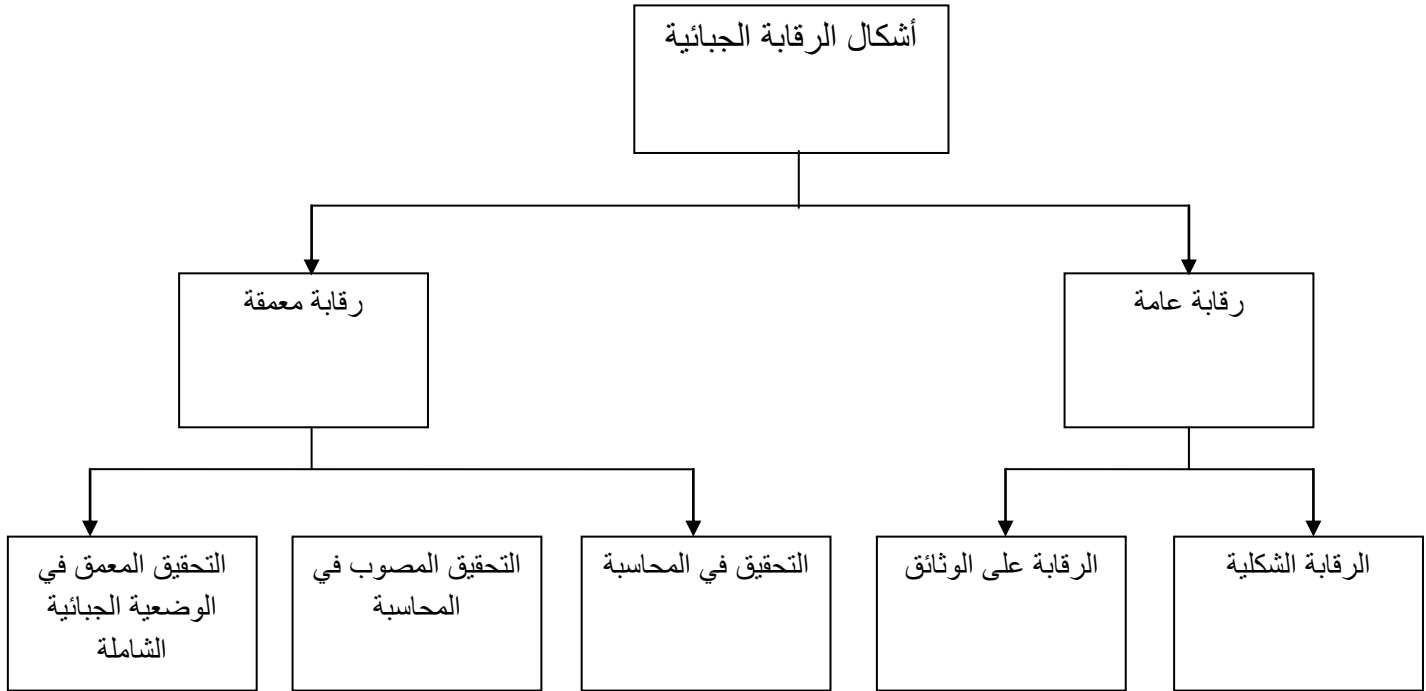 أشكال الرقابة الجبائية
رقابة عامة
رقابة معمقة
الرقابة الشكلية
الرقابة على الوثائق
التحقيق في المحاسبة
التحقيق المصوب في
المحاسبة
التحقيق المعمق في
الوضعية الجبائية
الشاملة